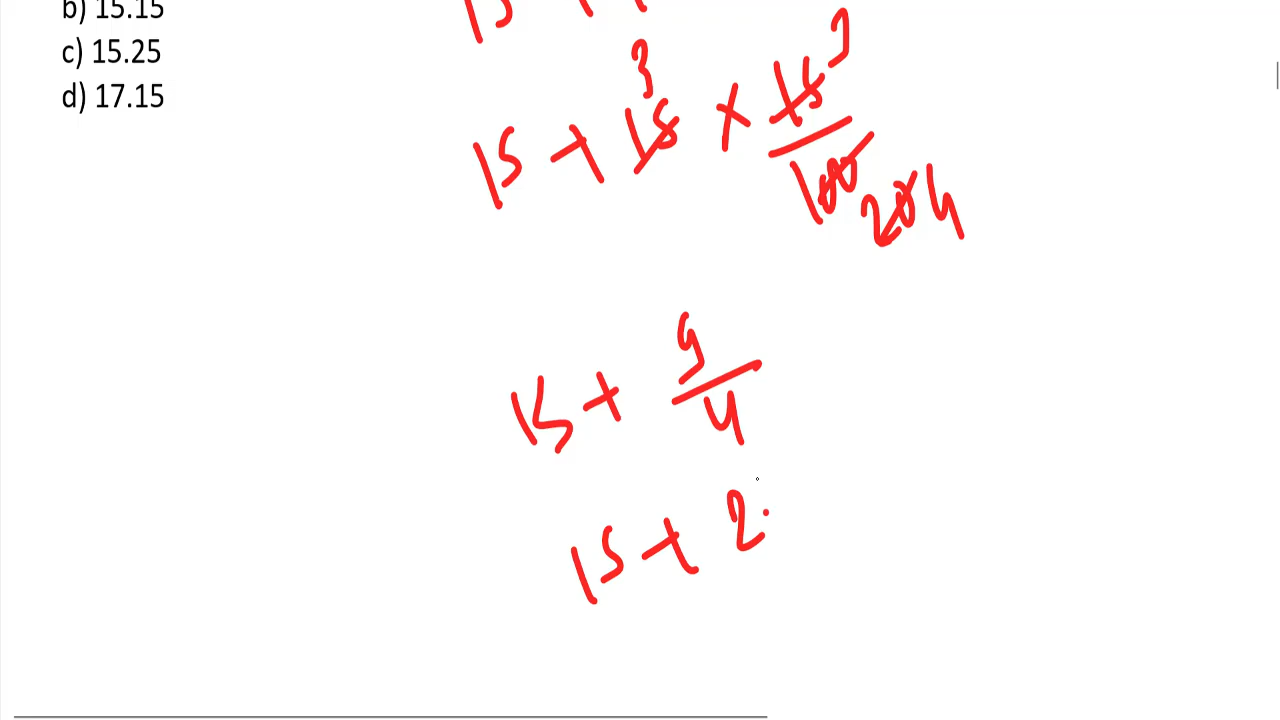 b) 15.15
c) 15.25
d) 17.15
15 +
3 3
15 + 15 × 15/100 20 4
15 + 9/4
15 + 2.